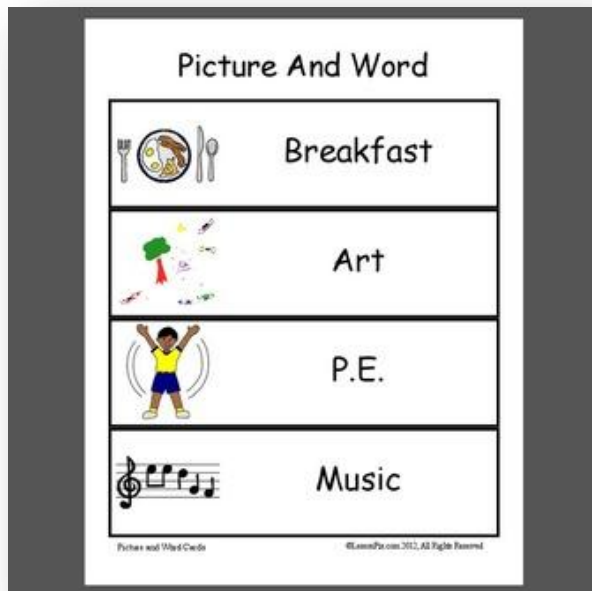 Picture And Word
Breakfast
Art
P.E.
Music
Picture and Word Cards ©LessonPix.com 2012, All Rights Reserved